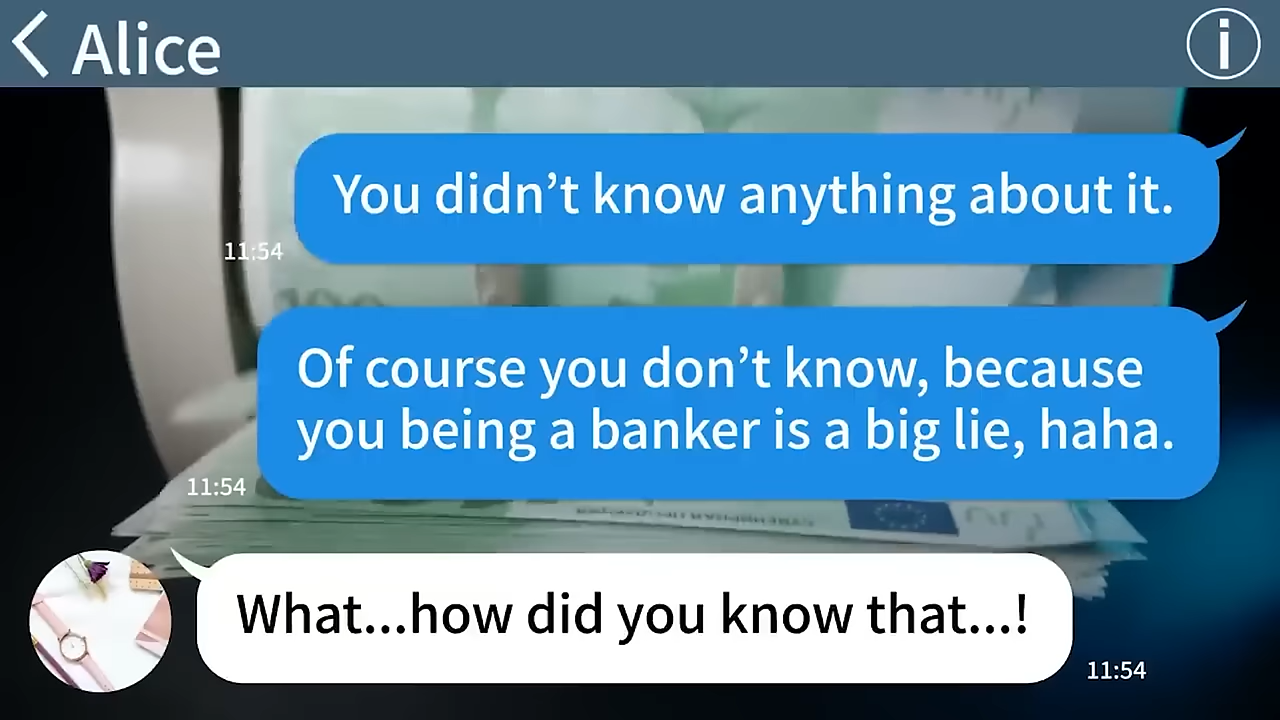 Alice
You didn’t know anything about it.
11:54
Of course you don’t know, because
you being a banker is a big lie, haha.
11:54
What...how did you know that...!
11:54
100